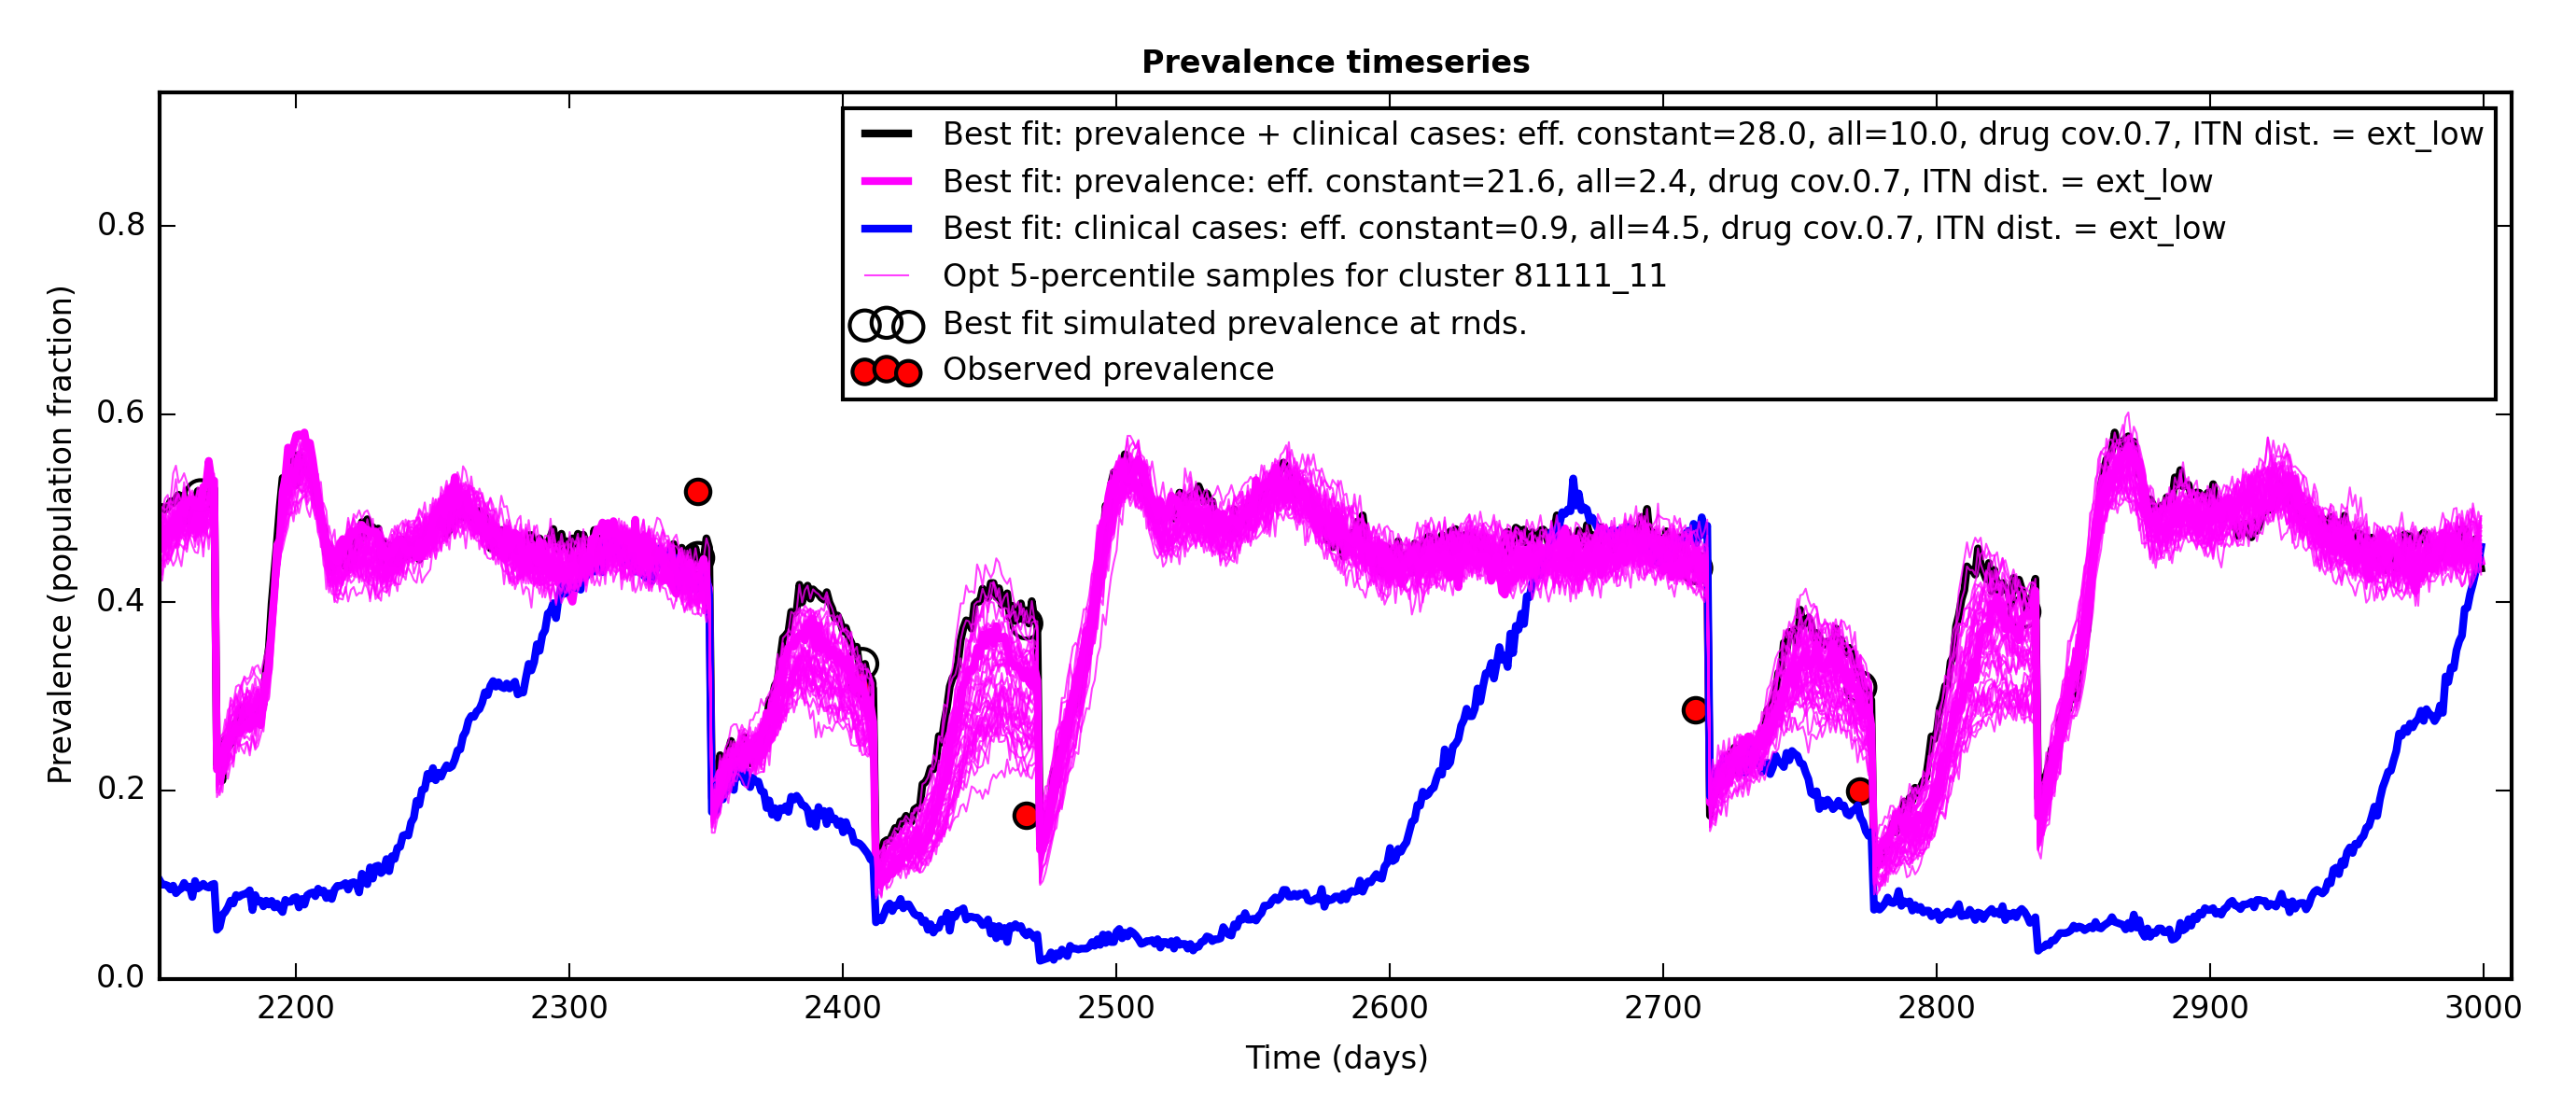 Prevalence timeseries
Best fit: prevalence + clinical cases: eff. constant=28.0, all=10.0, drug cov.0.7, ITN dist. = ext_low
Best fit: prevalence: eff. constant=21.6, all=2.4, drug cov.0.7, ITN dist. = ext_low
Best fit: clinical cases: eff. constant=0.9, all=4.5, drug cov.0.7, ITN dist. = ext_low
Opt 5-percentile samples for cluster 81111_11
Best fit simulated prevalence at rnds.
Observed prevalence
Prevalence (population fraction)
0.8
0.6
0.4
0.2
0.0
2200 2300 2400 2500 2600 2700 2800 2900 3000
Time (days)